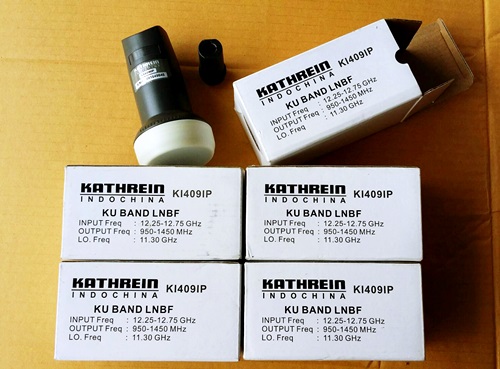 KATHREIN KI409IP
INDOCHINA
KU BAND LNBF
INPUT Freq : 12.25-12.75 GHz
OUTPUT Freq : 950-1450 MHz
LO. Freq : 11.30 GHz
KATHREIN KI409IP
INDOCHINA
KU BAND LNBF
INPUT Freq : 12.25-12.75 GHz
OUTPUT Freq : 950-1450 MHz
LO. Freq : 11.30 GHz
KATHREIN KI409IP
INDOCHINA
KU BAND LNBF
INPUT Freq : 12.25-12.75 GHz
OUTPUT Freq : 950-1450 MHz
LO. Freq : 11.30 GHz
KATHREIN KI409IP
INDOCHINA
KU BAND LNBF
INPUT Freq : 12.25-12.75 GHz
OUTPUT Freq : 950-1450 MHz
LO. Freq : 11.30 GHz
KATHREIN KI409IP
INDOCHINA
KU BAND LNBF
INPUT Freq : 12.25-12.75 GHz
OUTPUT Freq : 950-1450 MHz
LO. Freq : 11.30 GHz